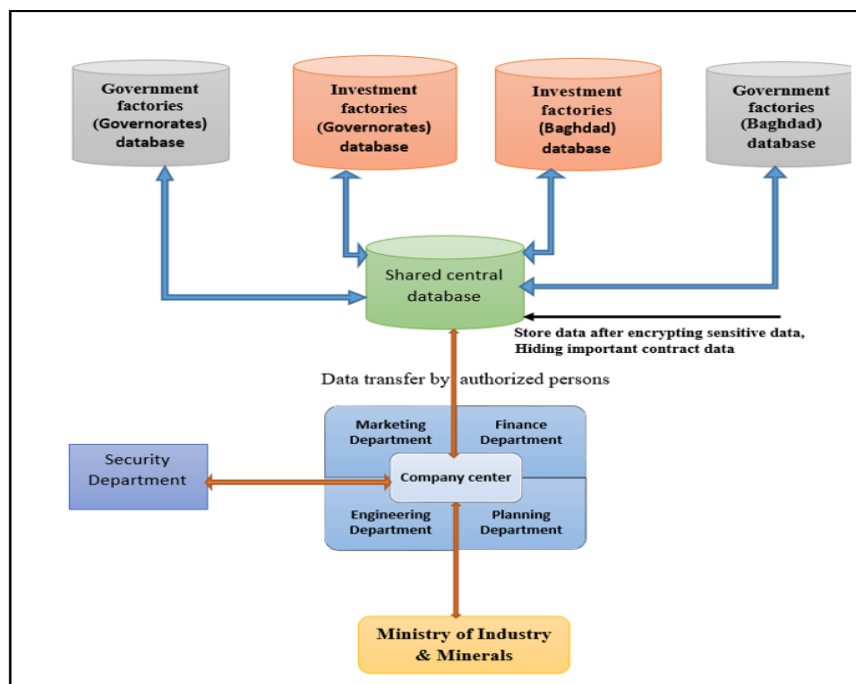 Government
factories
(Governorates)
database
Investment
factories
(Governorates)
database
Investment
factories
(Baghdad)
database
Government
factories
(Baghdad)
database
Shared central
database
Store data after encrypting sensitive data,
Hiding important contract data
Data transfer by authorized persons
Marketing
Department
Finance
Department
Security
Department
Company center
Engineering
Department
Planning
Department
Ministry of Industry
& Minerals